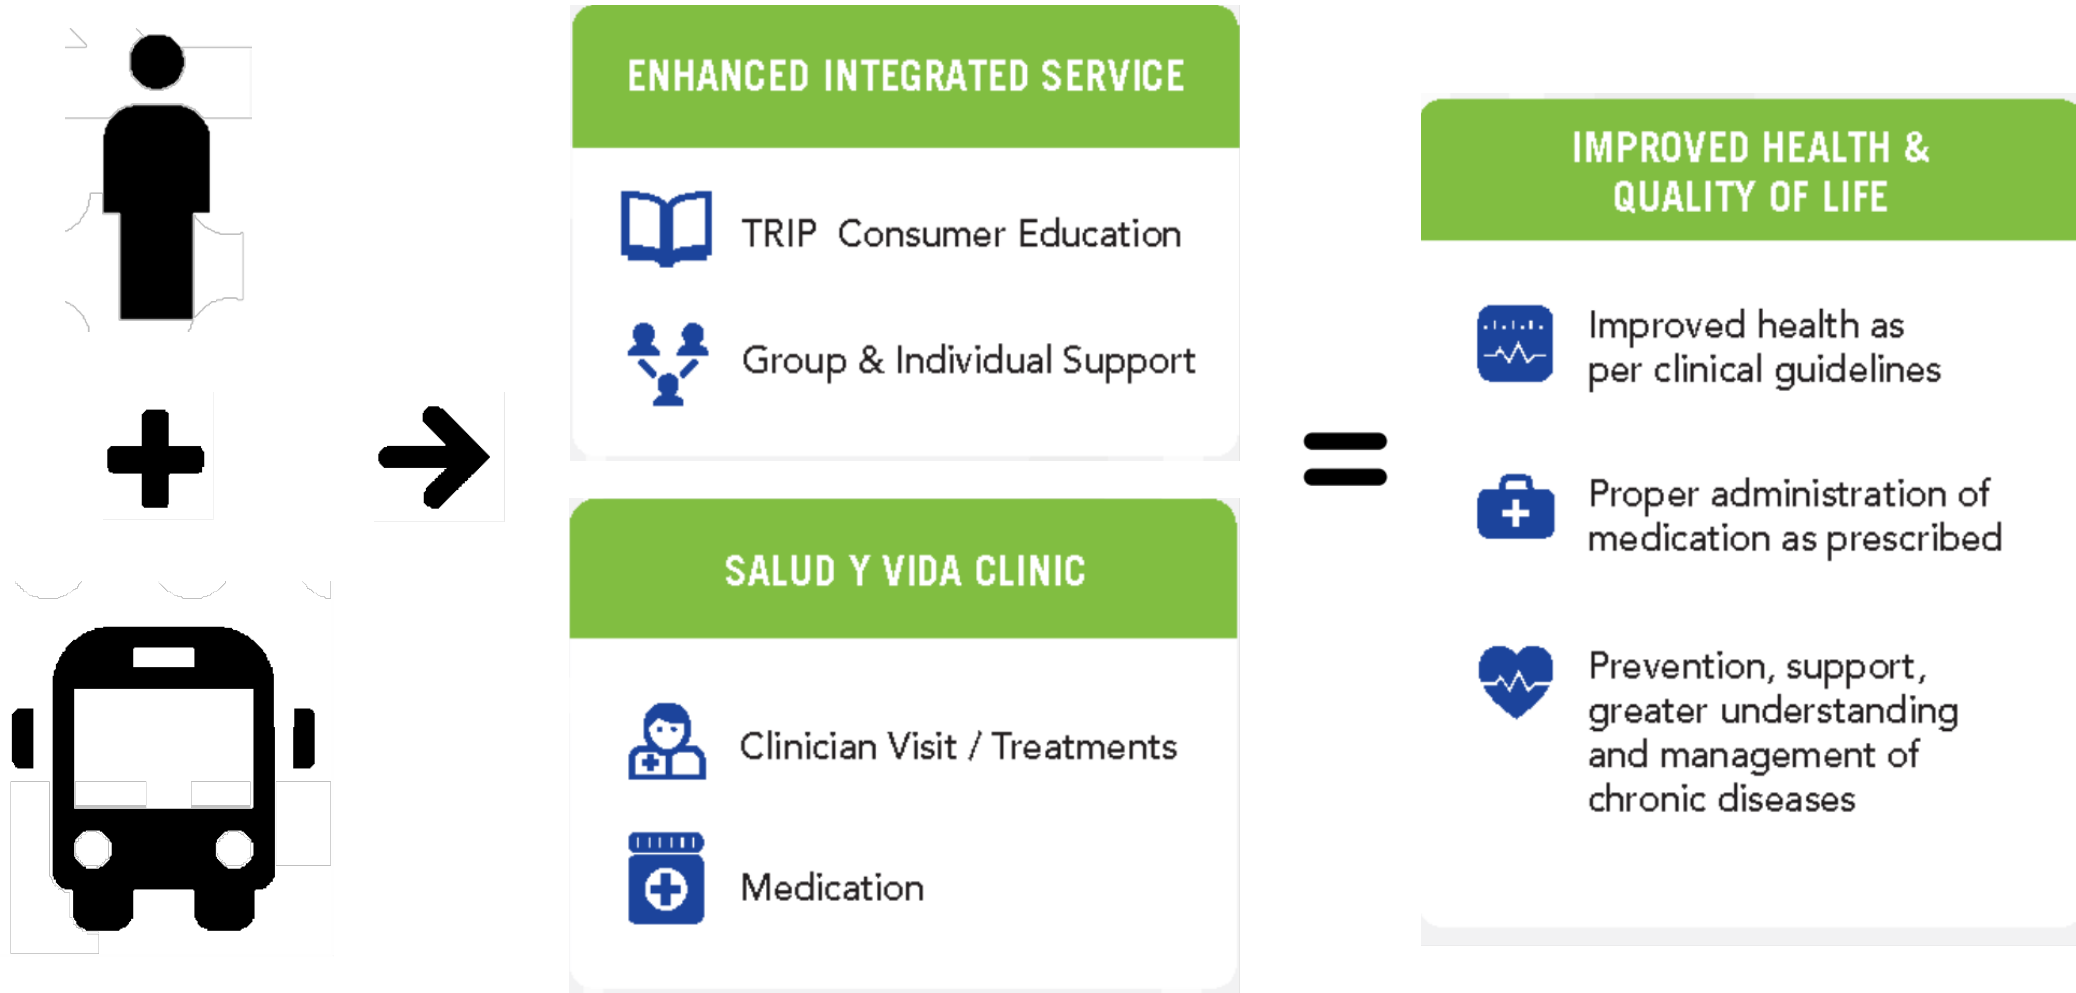 ENHANCED INTEGRATED SERVICE
TRIP Consumer Education
Group & Individual Support
SALUD Y VIDA CLINIC
Clinician Visit / Treatments
Medication
IMPROVED HEALTH &
QUALITY OF LIFE
Improved health as
per clinical guidelines
Proper administration of
medication as prescribed
Prevention, support,
greater understanding
and management of
chronic diseases